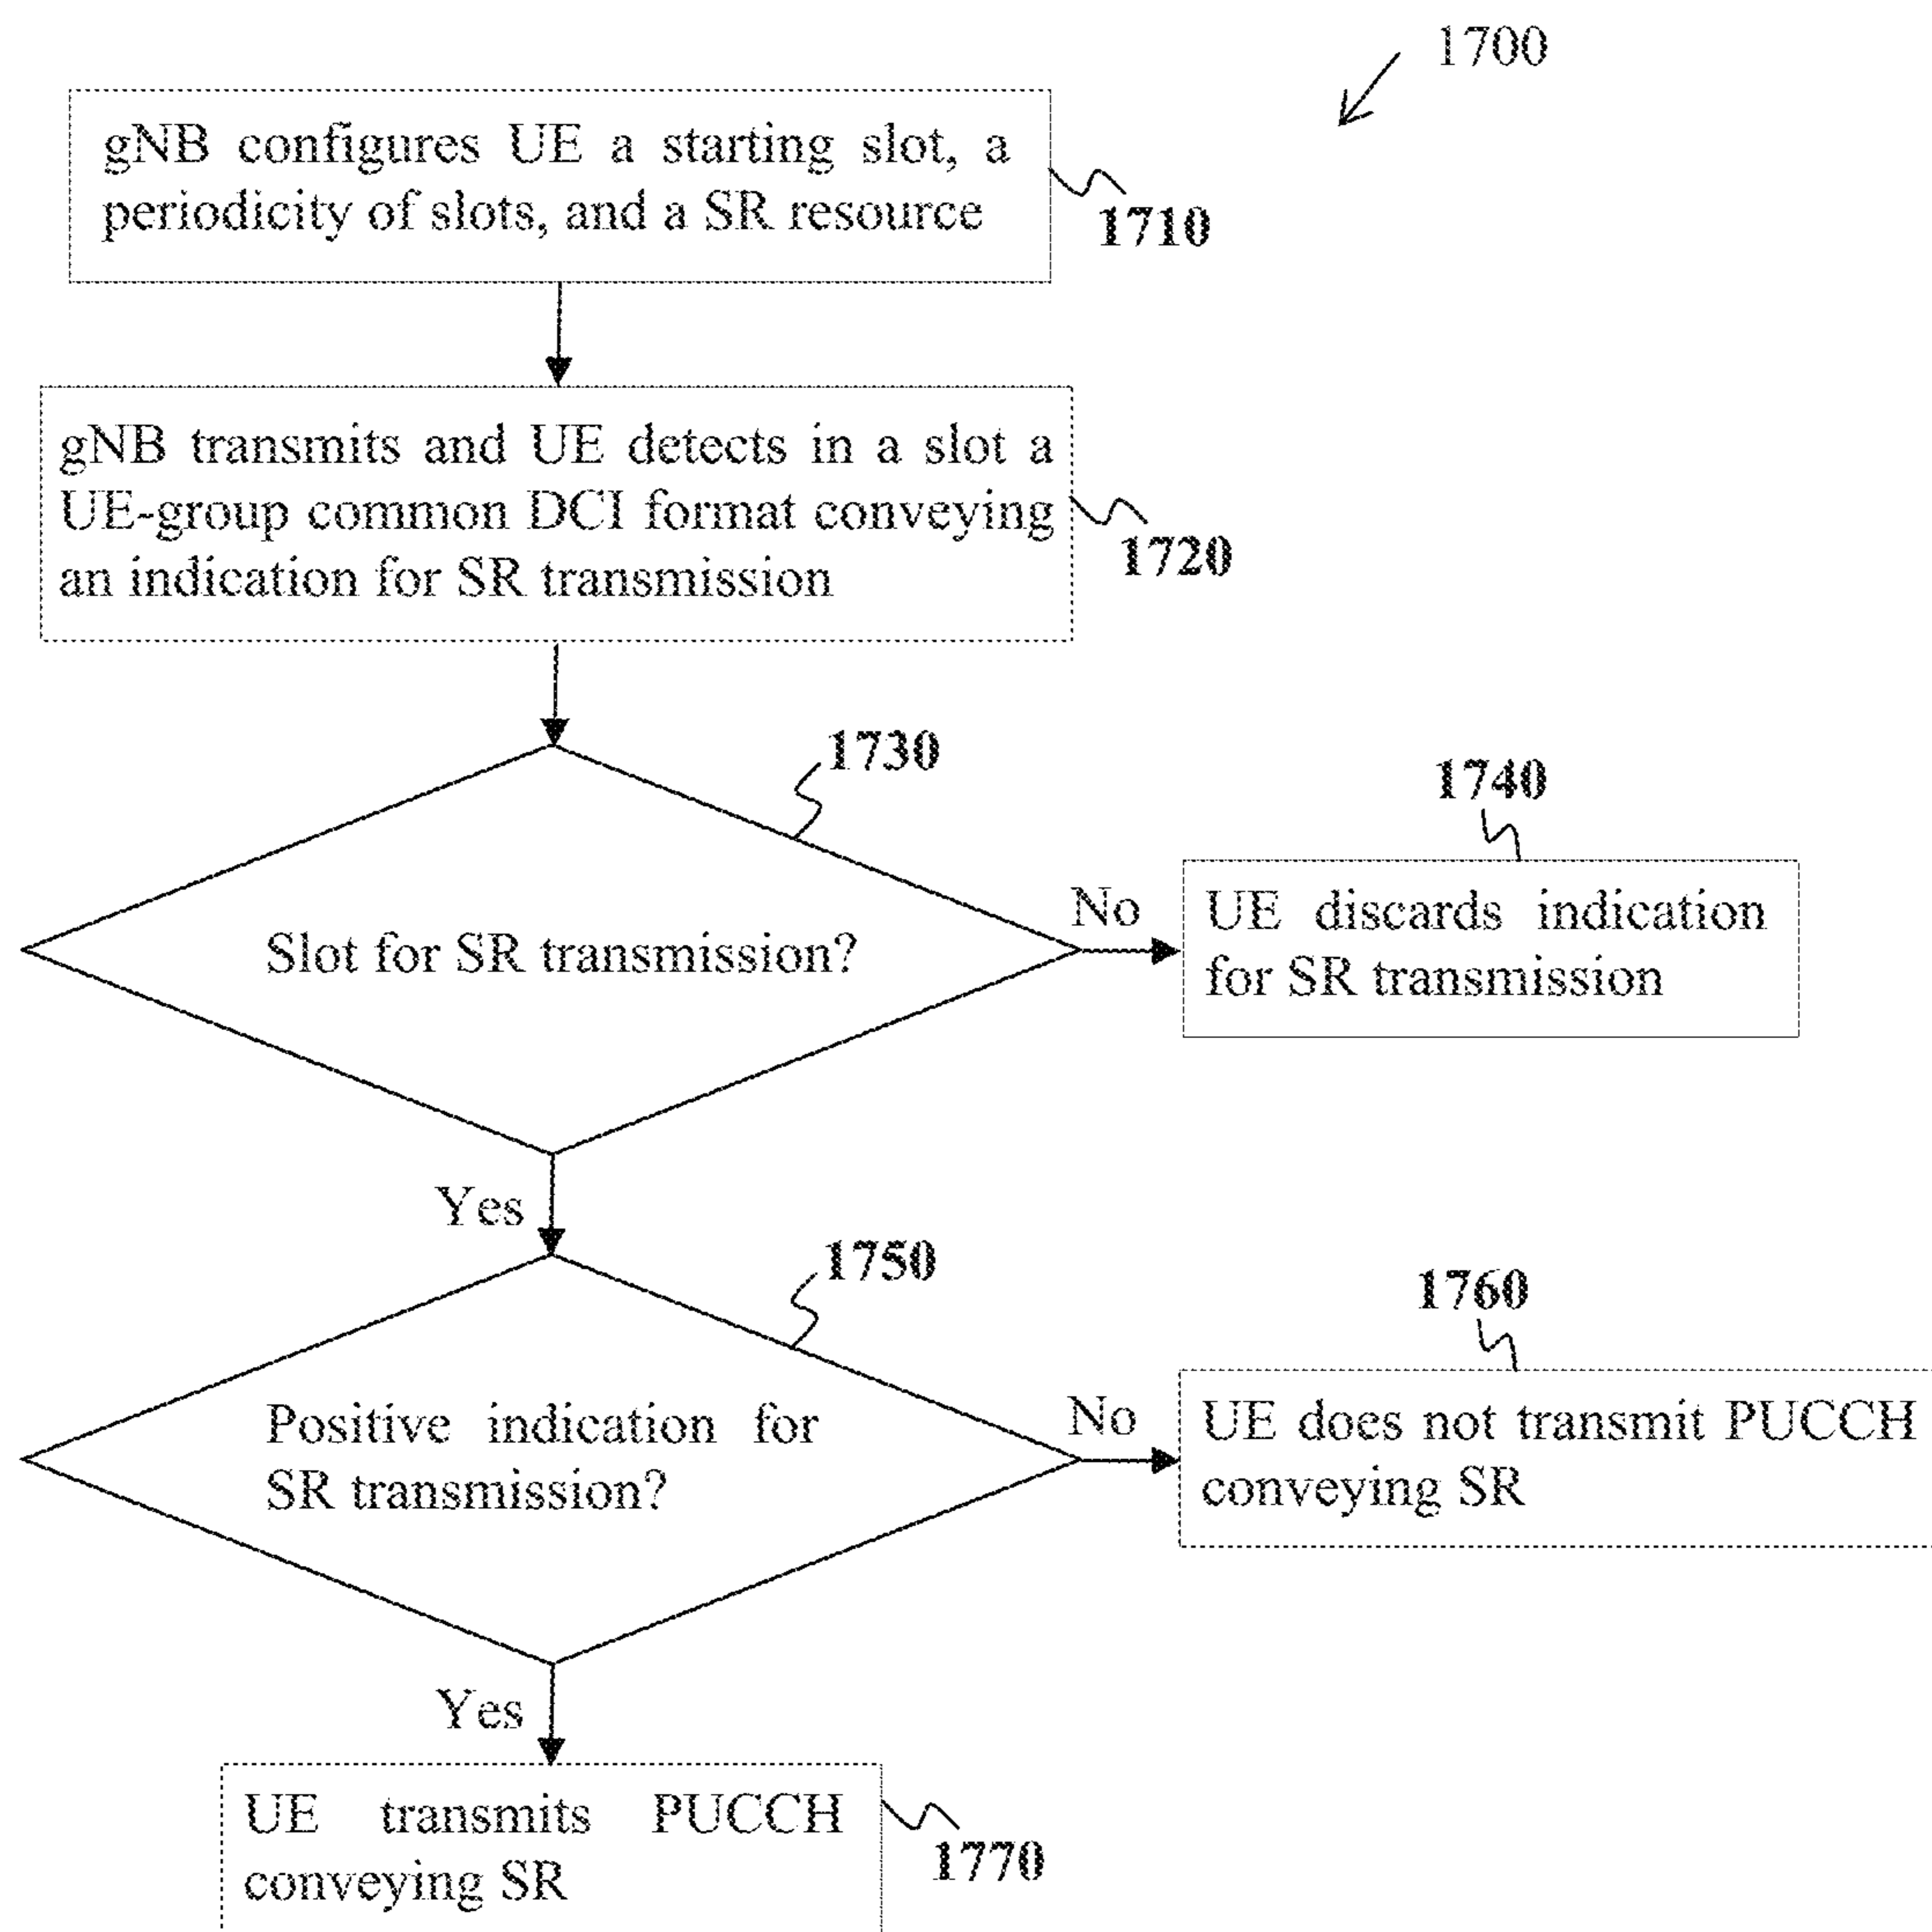 1700
gNB configures UE a starting slot, a
periodicity of slots, and a SR resource
1710
gNB transmits and UE detects in a slot a
UE-group common DCI format conveying
an indication for SR transmission
1720
1730
Slot for SR transmission?
No
1740
UE discards indication
for SR transmission
Yes
1750
Positive indication for
SR transmission?
No
1760
UE does not transmit PUCCH
conveying SR
Yes
UE transmits PUCCH
conveying SR
1770